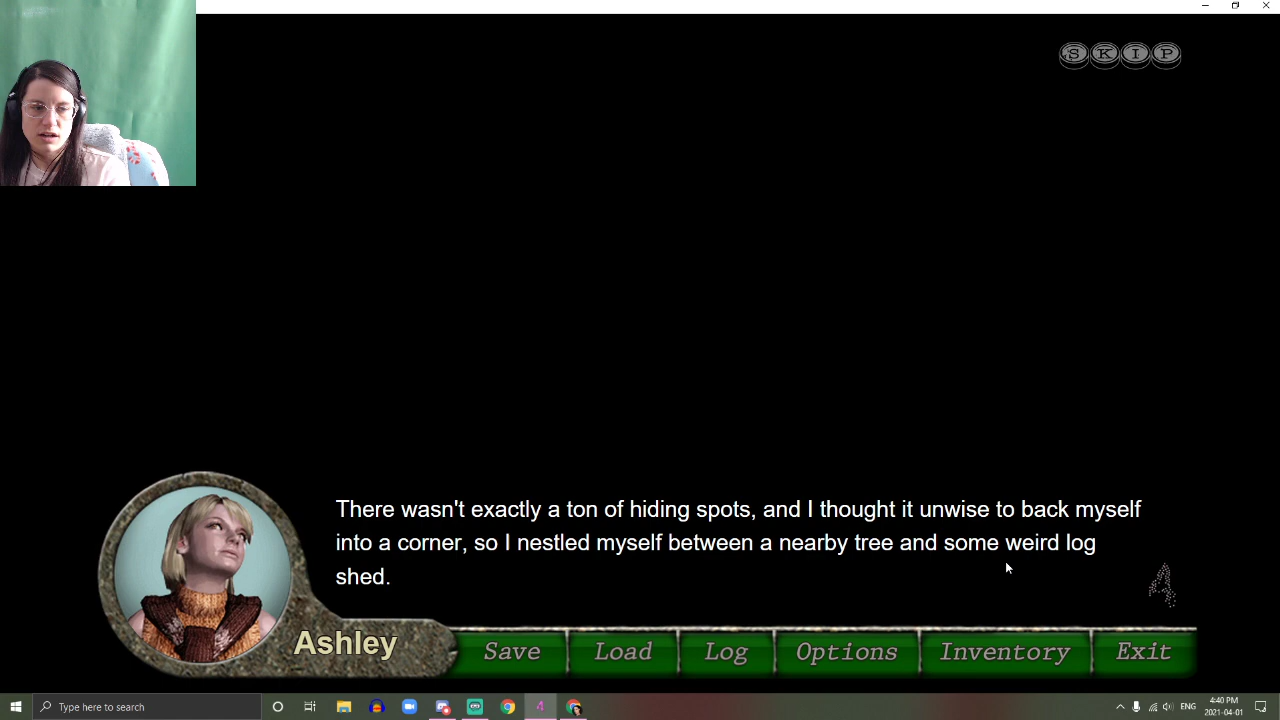 SKIP
There wasn't exactly a ton of hiding spots, and I thought it unwise to back myself
into a corner, so I nestled myself between a nearby tree and some weird log
shed.
4
Ashley
Save
Load
Log
Options
Inventory
Exit
Type here to search
4
ENG
4:40 PM
2021-04-01